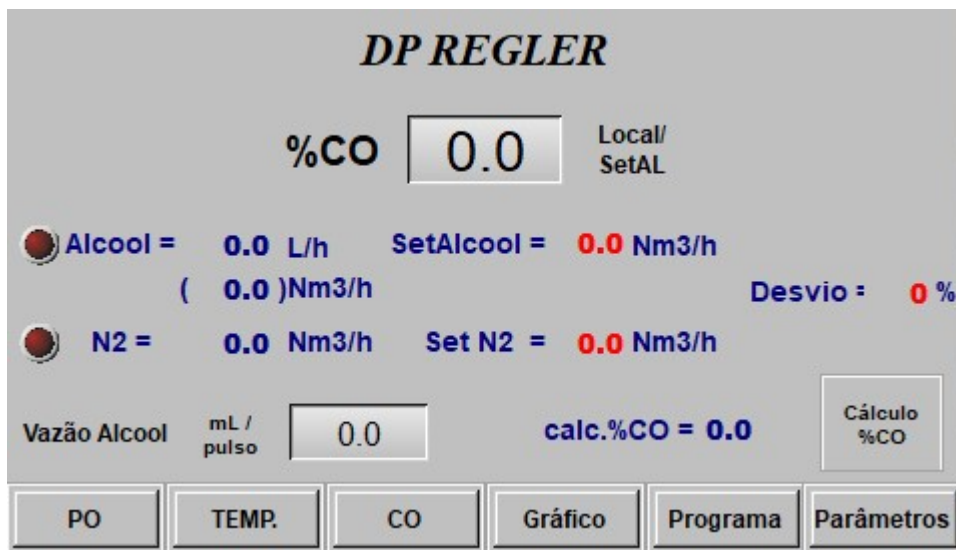 DP REGLER
%CO 0.0 Local/
SetAL
Alcool = 0.0 L/h SetAlcool = 0.0 Nm3/h
( 0.0 )Nm3/h Desvio = 0 %
N2 = 0.0 Nm3/h Set N2 = 0.0 Nm3/h
Vazão Alcool mL /
pulso 0.0 calc.%CO = 0.0 Cálculo
%CO
PO TEMP. CO Gráfico Programa Parâmetros